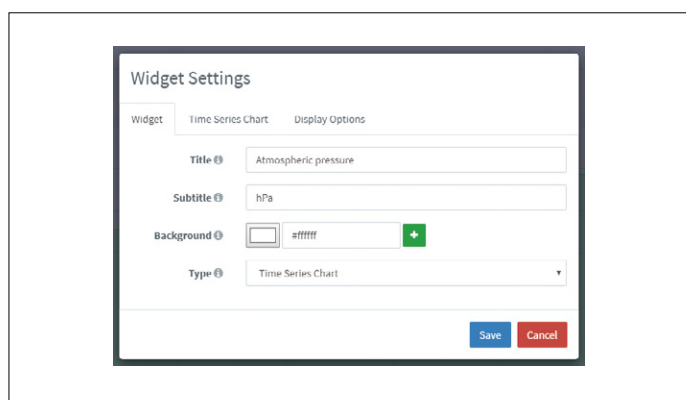 Widget Settings
Widget Time Series Chart Display Options
Title Atmospheric pressure
Subtitle hPa
Background #ffffff
Type Time Series Chart
Save Cancel